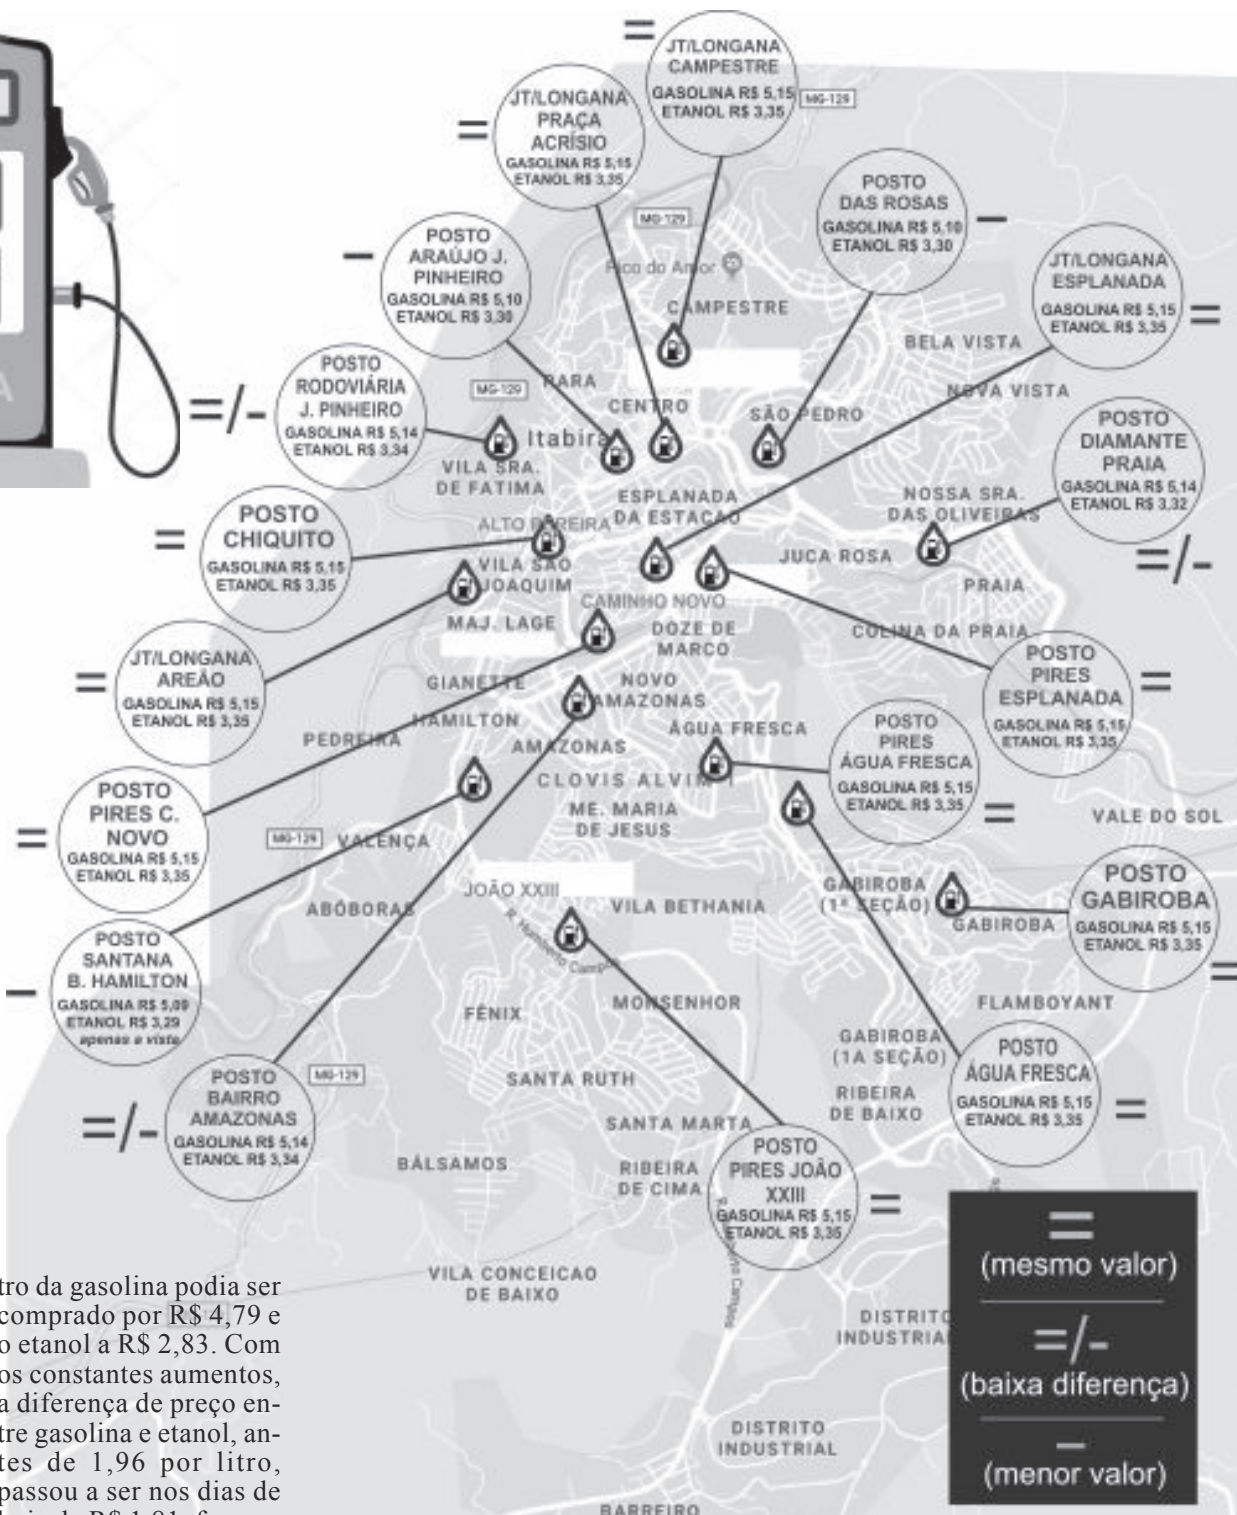 JT/LONGANA
CAMPESTRE
GASOLINA R$ 5,15
ETANOL R$ 3,35
MG-129
JT/LONGANA
PRAÇA
ACRÍSIO
GASOLINA R$ 5,15
ETANOL R$ 3,35
POSTO
DAS ROSAS
GASOLINA R$ 5,10
ETANOL R$ 3,30
MG-129
POSTO
ARAÚJO J.
PINHEIRO
GASOLINA R$ 5,10
ETANOL R$ 3,30
JT/LONGANA
ESPLANADA
GASOLINA R$ 5,15
ETANOL R$ 3,35
Pico do Amor
CAMPESTRE
BELA VISTA
NOVA VISTA
POSTO
RODOVIÁRIA
J. PINHEIRO
GASOLINA R$ 5,14
ETANOL R$ 3,34
MG-129
PARA
CENTRO
SÃO PEDRO
A
Itabira
VILA SRA.
DE FATIMA
POSTO
DIAMANTE
PRAIA
GASOLINA R$ 5,14
ETANOL R$ 3,32
ESPLANADA
DA ESTAÇAO
NOSSA SRA.
DAS OLIVEIRAS
POSTO
CHIQUITO
GASOLINA R$ 5,15
ETANOL R$ 3,35
ALTO PEREIRA
VILA SAO
JOAQUIM
JUCA ROSA
PRAIA
CAMINHO NOVO
MAJ. LAGE
DOZE DE
MARCO
COLINA DA PRAIA
JT/LONGANA
AREÃO
GASOLINA R$ 5,15
ETANOL R$ 3,35
POSTO
PIRES
ESPLANADA
GASOLINA R$ 5,15
ETANOL R$ 3,35
GIANETTE
NOVO
AMAZONAS
HAMILTON
PEDREIRA
AMAZONAS
ÁGUA FRESCA
POSTO
PIRES
ÁGUA FRESCA
GASOLINA R$ 5,15
ETANOL R$ 3,35
CLOVIS ALVIM I
ME. MARIA
DE JESUS
VALE DO SOL
POSTO
PIRES C.
NOVO
GASOLINA R$ 5,15
ETANOL R$ 3,35
MG-129
VALENÇA
JOÃO XXIII
ABÓBORAS
VILA BETHANIA
GABIROBA
(1ª SEÇÃO)
GABIROBA
POSTO
GABIROBA
GASOLINA R$ 5,15
ETANOL R$ 3,35
POSTO
SANTANA
B. HAMILTON
GASOLINA R$ 5,09
ETANOL R$ 3,29
apenas a vista
R. Humberto Campos
FÊNIX
MONSENHOR
FLAMBOYANT
GABIROBA
(1A SEÇÃO)
POSTO
ÁGUA FRESCA
GASOLINA R$ 5,15
ETANOL R$ 3,35
MG-129
POSTO
BAIRRO
AMAZONAS
GASOLINA R$ 5,14
ETANOL R$ 3,34
SANTA RUTH
RIBEIRA
DE BAIXO
SANTA MARTA
BÁLSAMOS
RIBEIRA
DE CIMA
POSTO
PIRES JOÃO
XXIII
GASOLINA R$ 5,15
ETANOL R$ 3,35
VILA CONCEICAO
DE BAIXO
DISTRITO
INDUSTRIA
DISTRITO
INDUSTRIAL
BARREIRO
=
(mesmo valor)
=/-
(baixa diferença)
-
(menor valor)
tro da gasolina podia ser
comprado por R$ 4,79 e
o etanol a R$ 2,83. Com
os constantes aumentos,
a diferença de preço en-
tre gasolina e etanol, an-
tes de 1,96 por litro,
passou a ser nos dias de